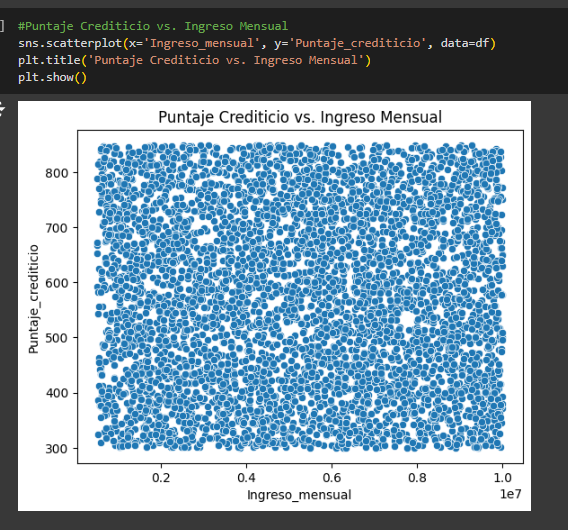 #Puntaje Crediticio vs. Ingreso Mensual
sns.scatterplot(x='Ingreso_mensual', y='Puntaje_crediticio', data=df)
plt.title('Puntaje Crediticio vs. Ingreso Mensual')
plt.show()
Puntaje Crediticio vs. Ingreso Mensual
Puntaje_crediticio
800
700
600
500
400
300
0.2 0.4 0.6 0.8 1.0
1e7
Ingreso_mensual